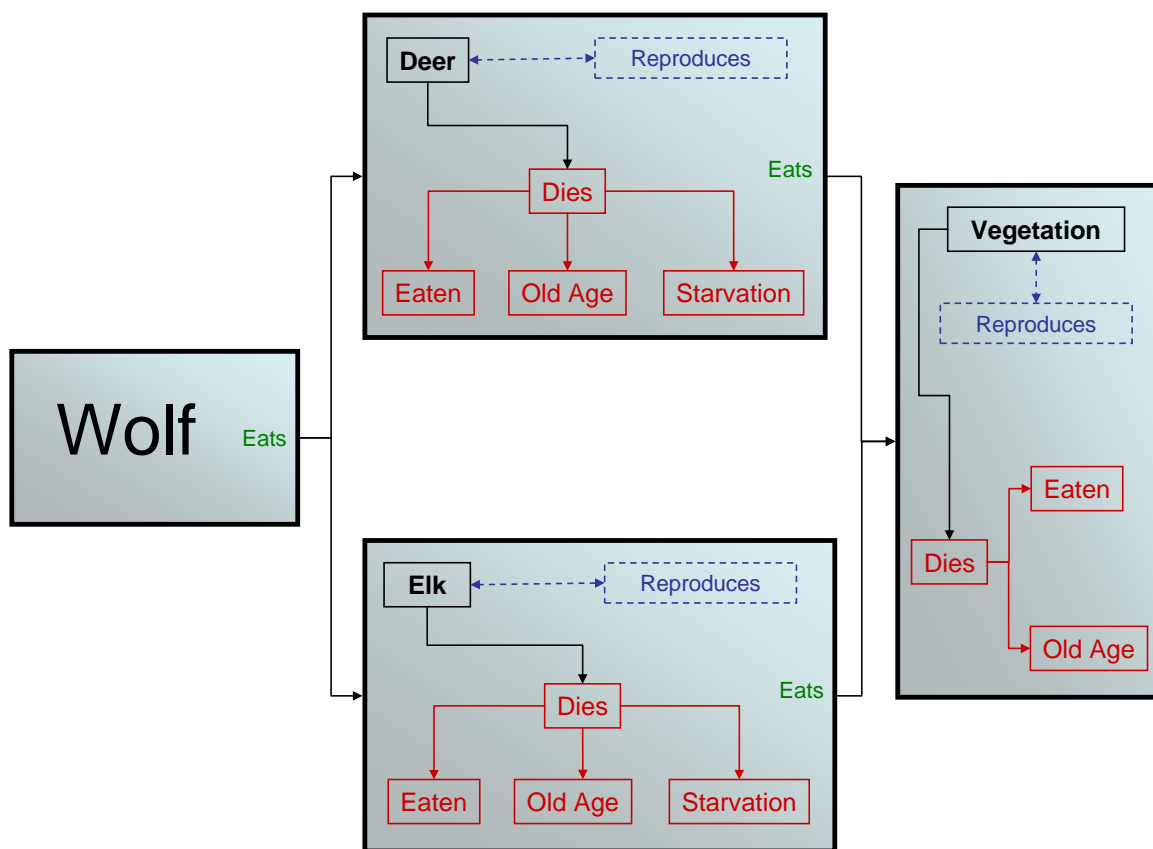 Wolf
Eats
Deer
Reproduces
Dies
Eats
Eaten
Old Age
Starvation
Elk
Reproduces
Dies
Eats
Eaten
Old Age
Starvation
Vegetation
Reproduces
Eaten
Dies
Old Age